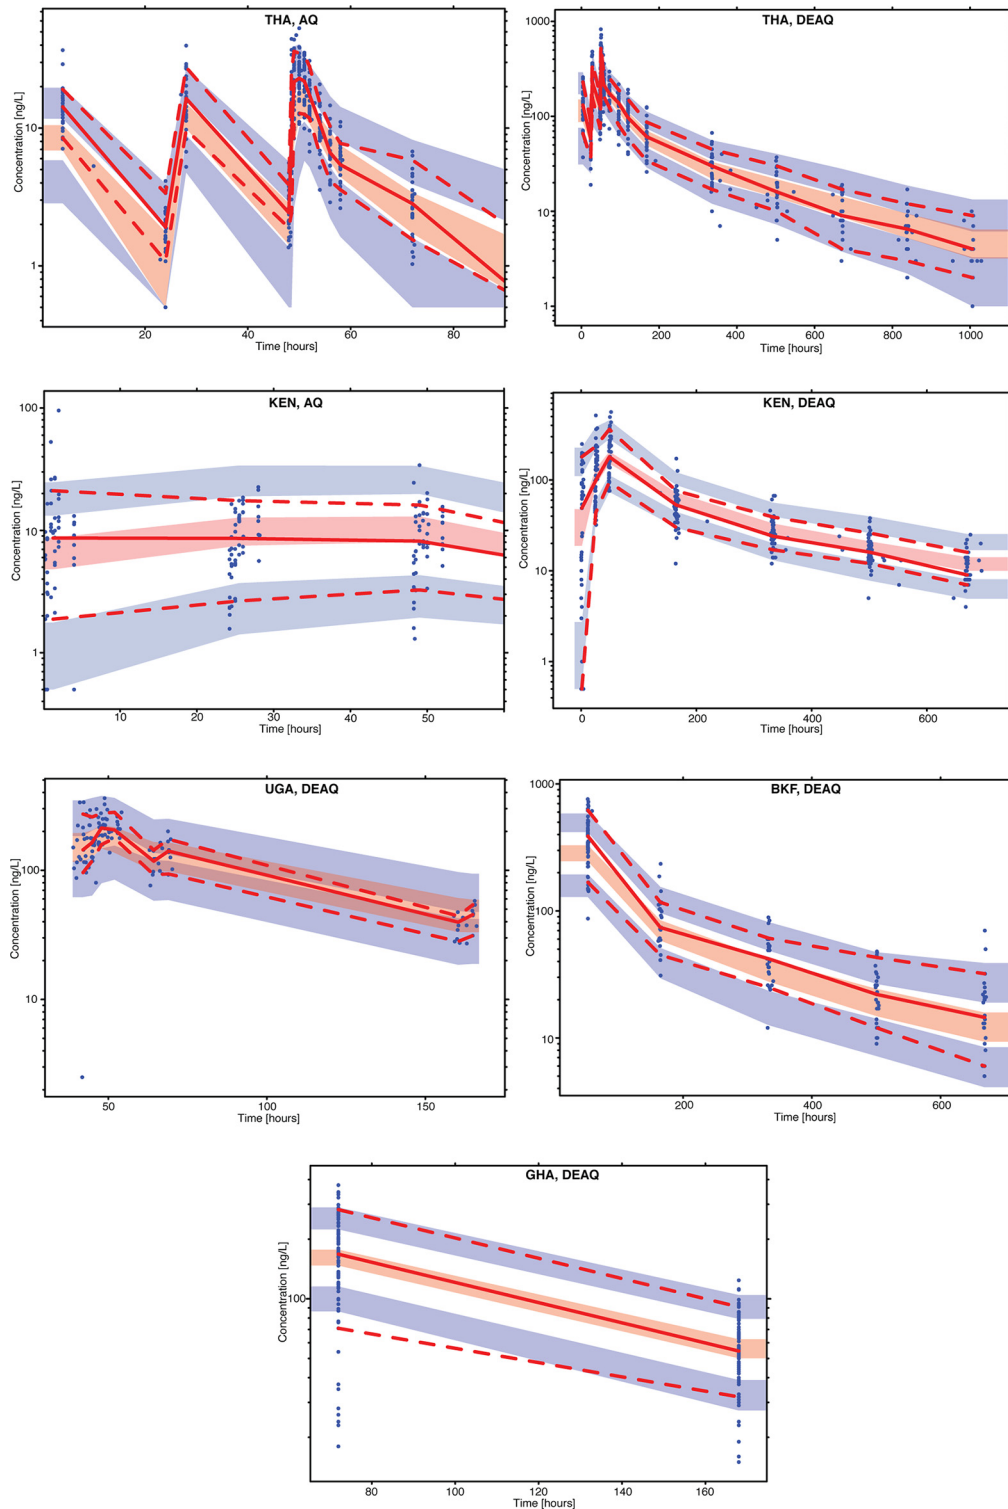 THA, AQ
Concentration [ng/L]
10
1
20
40
60
80
Time [hours]
THA, DEAQ
Concentration [ng/L]
1000
100
10
1
0
200
400
600
800
1000
Time [hours]
KEN, AQ
Concentration [ng/L]
100
10
1
10
20
30
40
50
Time [hours]
KEN, DEAQ
Concentration [ng/L]
100
10
1
0
200
400
600
Time [hours]
UGA, DEAQ
Concentration [ng/L]
100
10
50
100
150
Time [hours]
BKF, DEAQ
Concentration [ng/L]
1000
100
10
200
400
600
Time [hours]
GHA, DEAQ
Concentration [ng/L]
100
80
100
120
140
160
Time [hours]